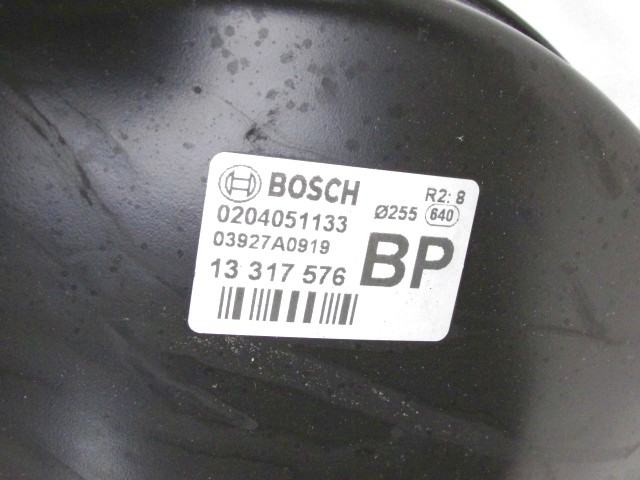 BOSCH R2: 8
0204051133 Ø255 640
03927A0919
13 317 576 BP